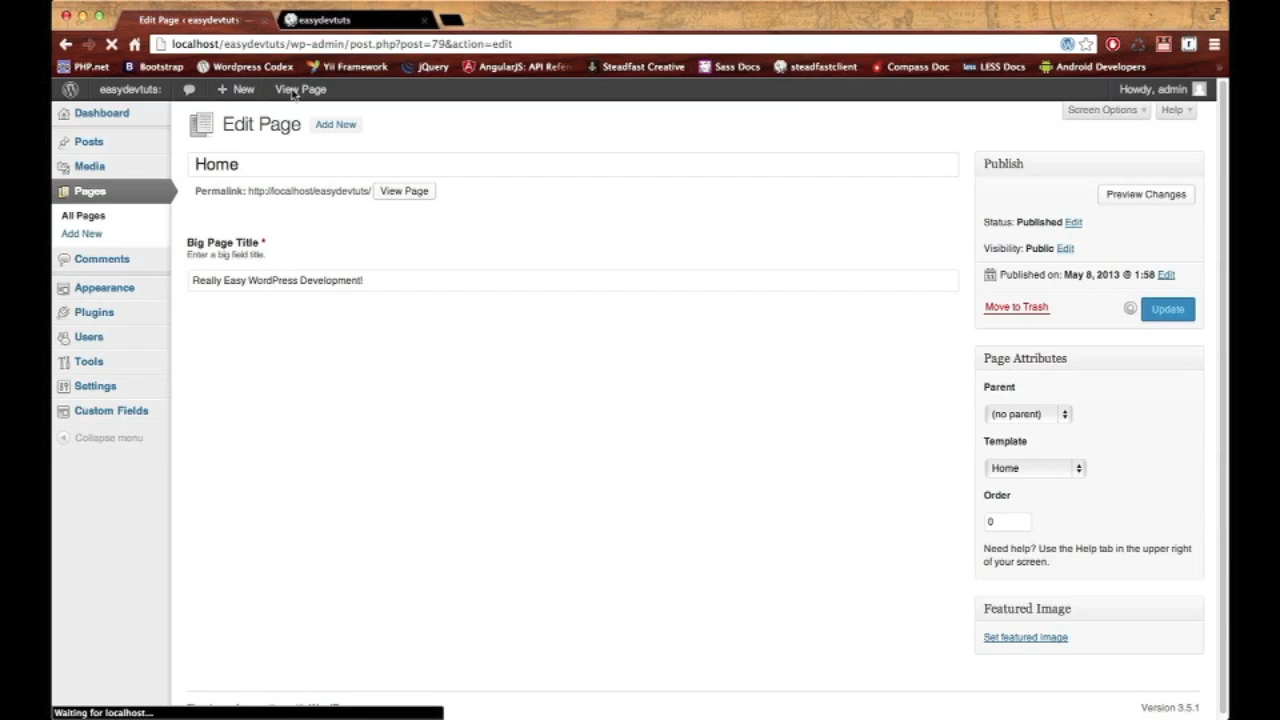 Edit Page ‹ easydevtuts —
easydevtuts
localhost/easydevtuts/wp-admin/post.php?post=79&action=edit
PHP.net Bootstrap Wordpress Codex Yii Framework jQuery AngularJS: API Refe Steadfast Creative Sass Docs steadfastclient Compass Doc LESS Docs Android Developers
easydevtuts: + New View Page Howdy, admin
Screen Options Help
Dashboard
Posts
Media
Pages
All Pages
Add New
Comments
Appearance
Plugins
Users
Tools
Settings
Custom Fields
Collapse menu
Edit Page Add New
Home
Permalink: http://localhost/easydevtuts/ View Page
Big Page Title *
Enter a big field title.
Really Easy WordPress Development!
Publish
Preview Changes
Status: Published Edit
Visibility: Public Edit
Published on: May 8, 2013 @ 1:58 Edit
Move to Trash Update
Page Attributes
Parent
(no parent)
Template
Home
Order
0
Need help? Use the Help tab in the upper right
of your screen.
Featured Image
Set featured image
Version 3.5.1
Waiting for localhost...